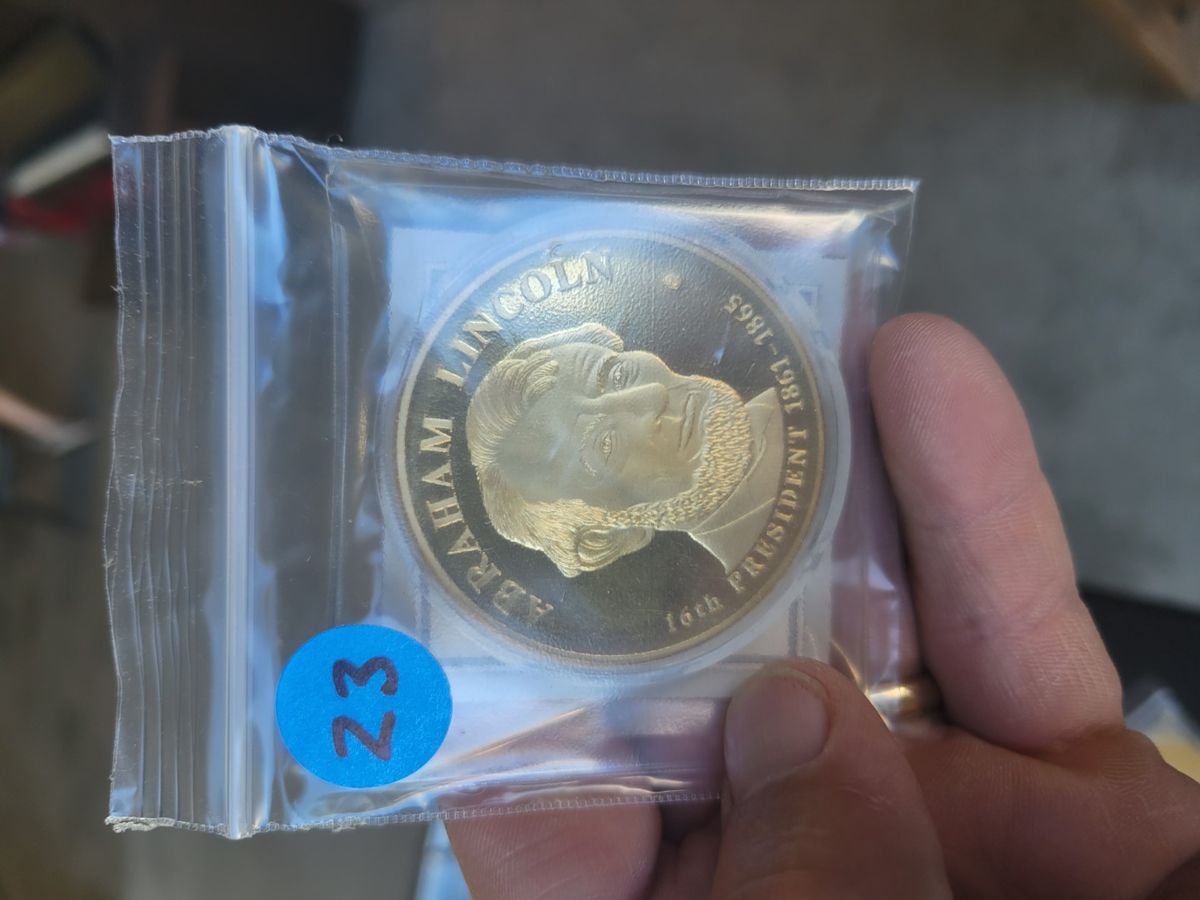 ABRAHAM LINCOLN
16th PRESIDENT 1861-1865
23